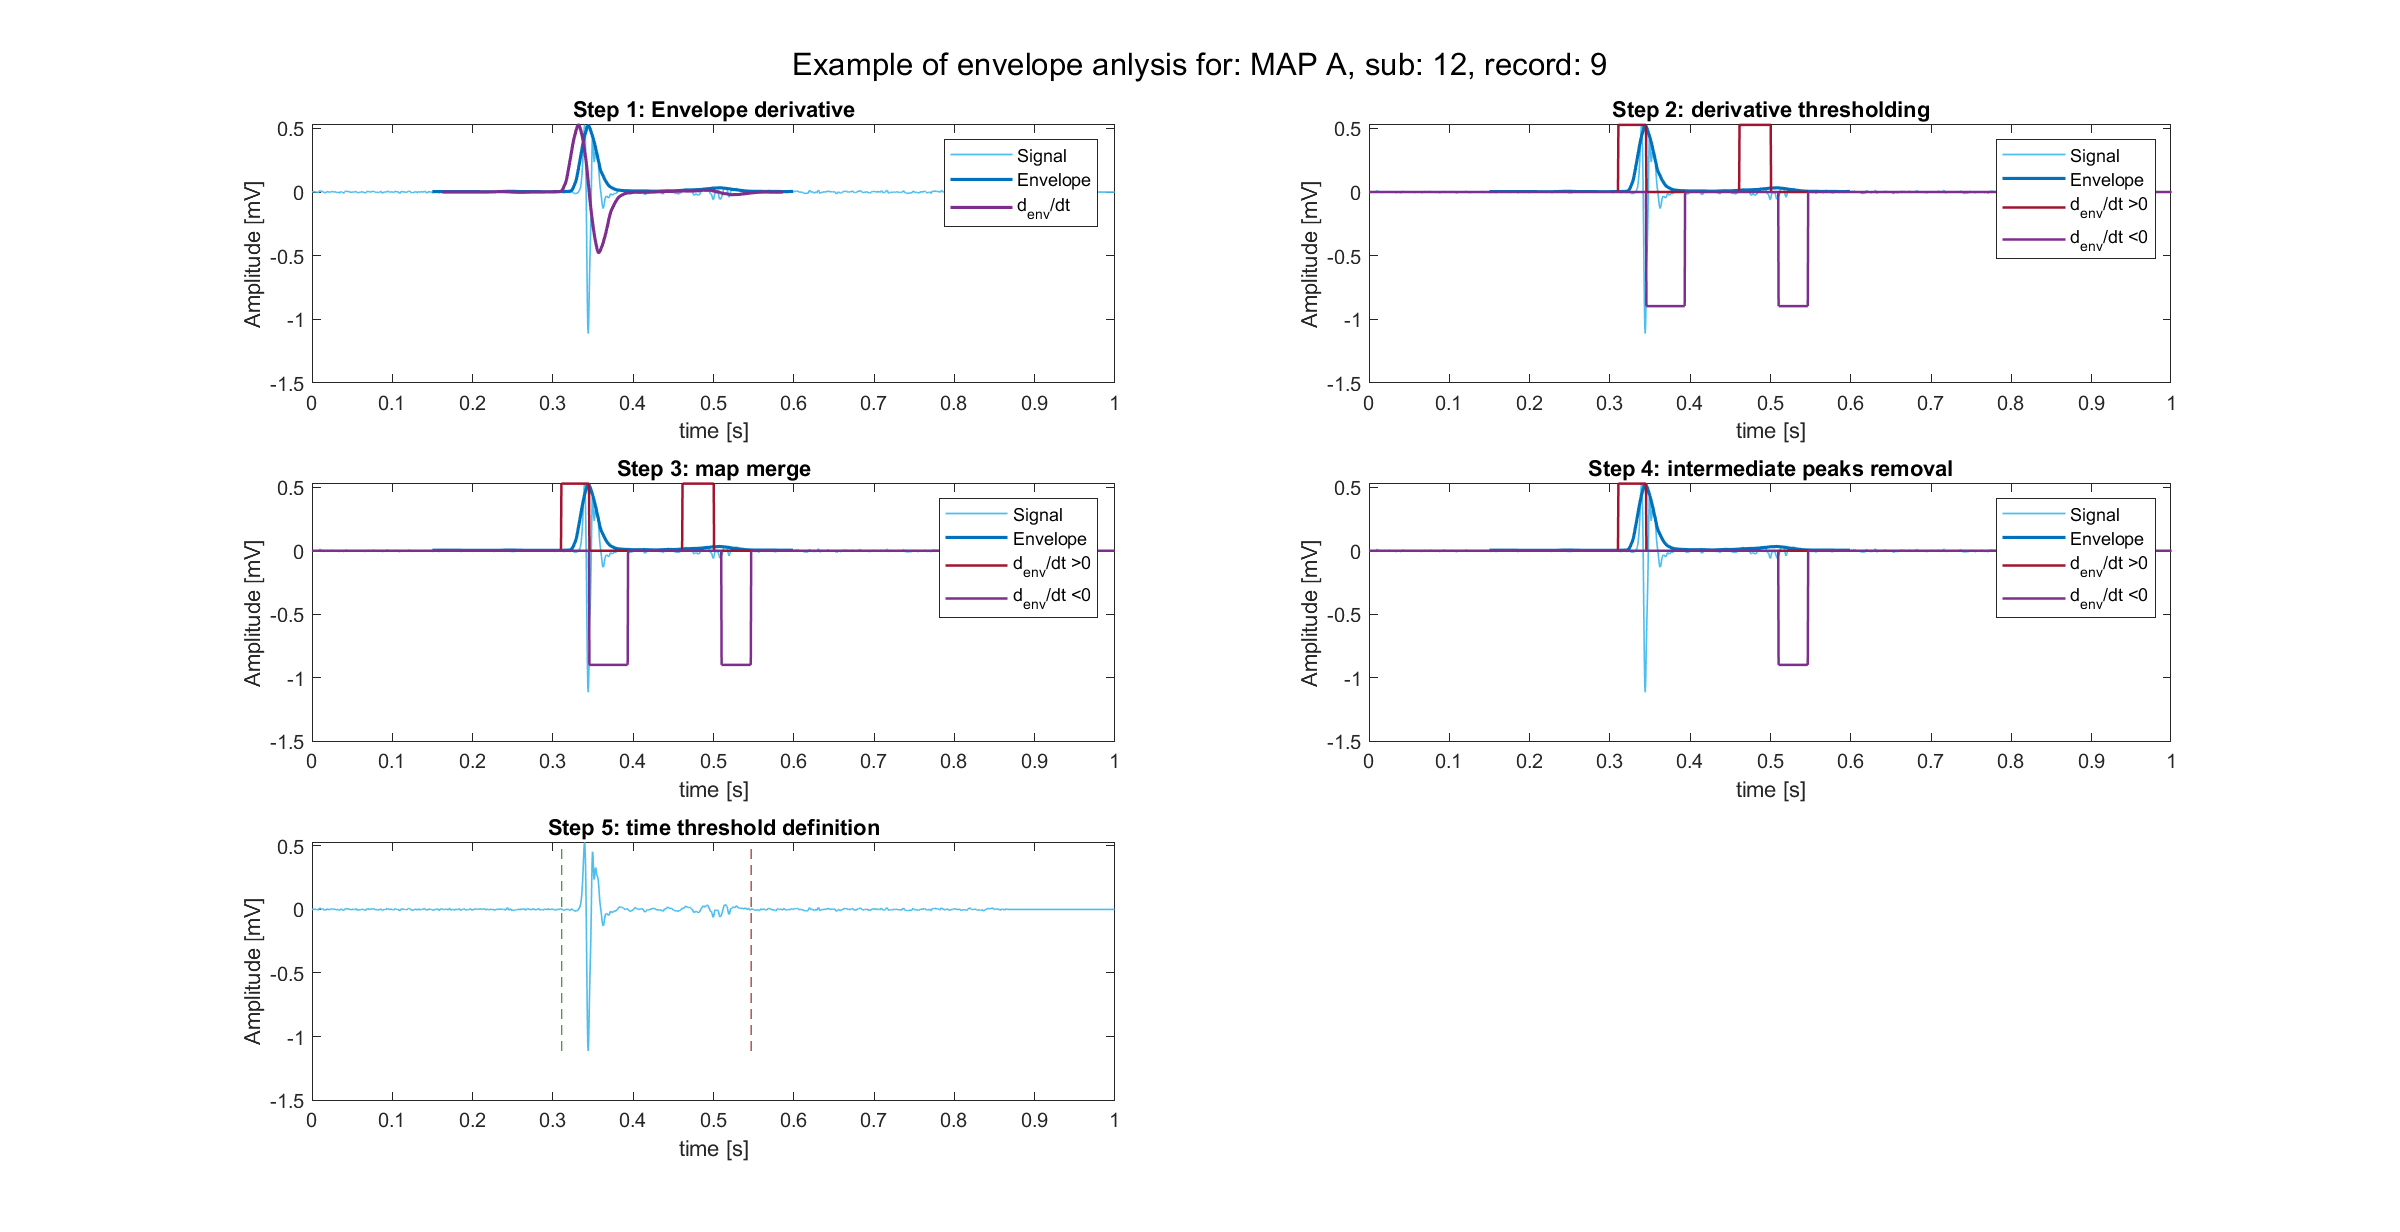 Example of envelope anlysis for: MAP A, sub: 12, record: 9
Step 1: Envelope derivative
0.5
0
-0.5
-1
-1.5
Amplitude [mV]
0 0.1 0.2 0.3 0.4 0.5 0.6 0.7 0.8 0.9 1
time [s]
Signal
Envelope
d_env/dt
Step 2: derivative thresholding
0.5
0
-0.5
-1
-1.5
Amplitude [mV]
0 0.1 0.2 0.3 0.4 0.5 0.6 0.7 0.8 0.9 1
time [s]
Signal
Envelope
d_env/dt >0
d_env/dt <0
Step 3: map merge
0.5
0
-0.5
-1
-1.5
Amplitude [mV]
0 0.1 0.2 0.3 0.4 0.5 0.6 0.7 0.8 0.9 1
time [s]
Signal
Envelope
d_env/dt >0
d_env/dt <0
Step 4: intermediate peaks removal
0.5
0
-0.5
-1
-1.5
Amplitude [mV]
0 0.1 0.2 0.3 0.4 0.5 0.6 0.7 0.8 0.9 1
time [s]
Signal
Envelope
d_env/dt >0
d_env/dt <0
Step 5: time threshold definition
0.5
0
-0.5
-1
-1.5
Amplitude [mV]
0 0.1 0.2 0.3 0.4 0.5 0.6 0.7 0.8 0.9 1
time [s]